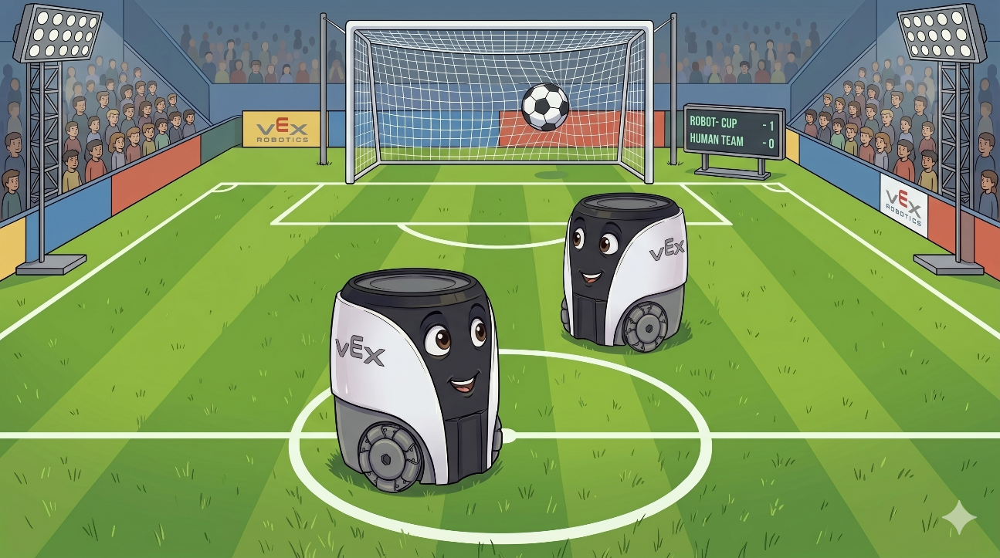 VEX
ROBOTICS
ROBOT- CUP - 1
HUMAN TEAM - 0
VEX
ROBOTICS
VEX
VEX